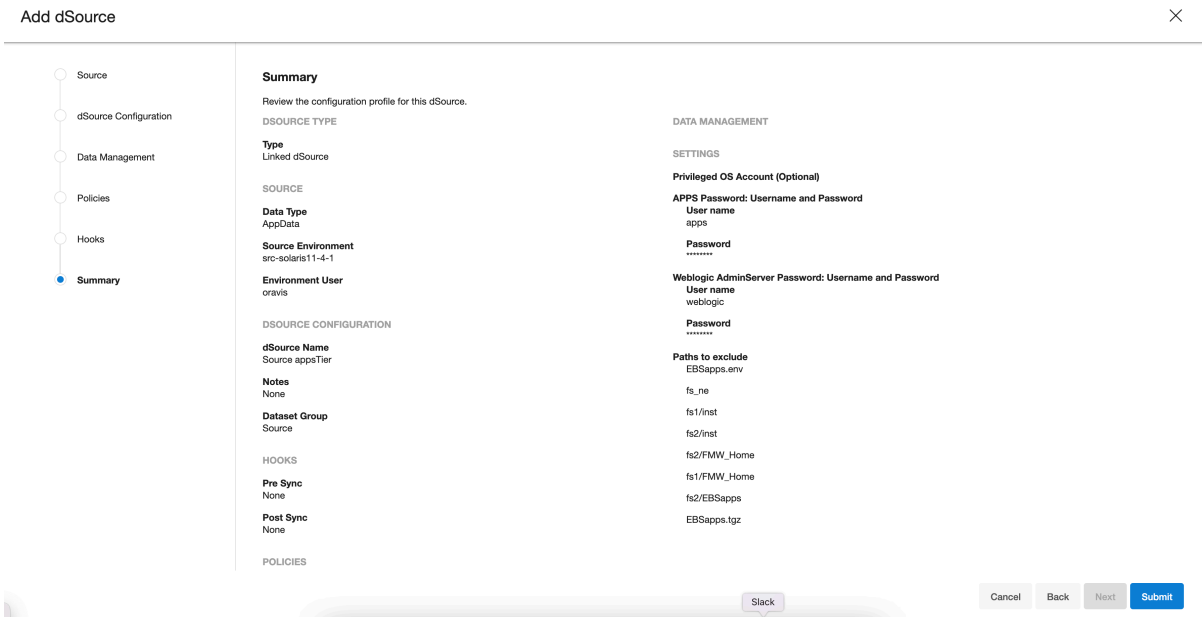 Add dSource
Source
dSource Configuration
Data Management
Policies
Hooks
Summary
Summary
Review the configuration profile for this dSource.
DSOURCE TYPE
Type
Linked dSource
SOURCE
Data Type
AppData
Source Environment
src-solaris11-4-1
Environment User
oravis
DSOURCE CONFIGURATION
dSource Name
Source appsTier
Notes
None
Dataset Group
Source
HOOKS
Pre Sync
None
Post Sync
None
POLICIES
DATA MANAGEMENT
SETTINGS
Privileged OS Account (Optional)
APPS Password: Username and Password
User name
apps
Password
********
Weblogic AdminServer Password: Username and Password
User name
weblogic
Password
********
Paths to exclude
EBSapps.env
fs_ne
fs1/inst
fs2/inst
fs2/FMW_Home
fs1/FMW_Home
fs2/EBSapps
EBSapps.tgz
Cancel
Back
Next
Submit
Slack